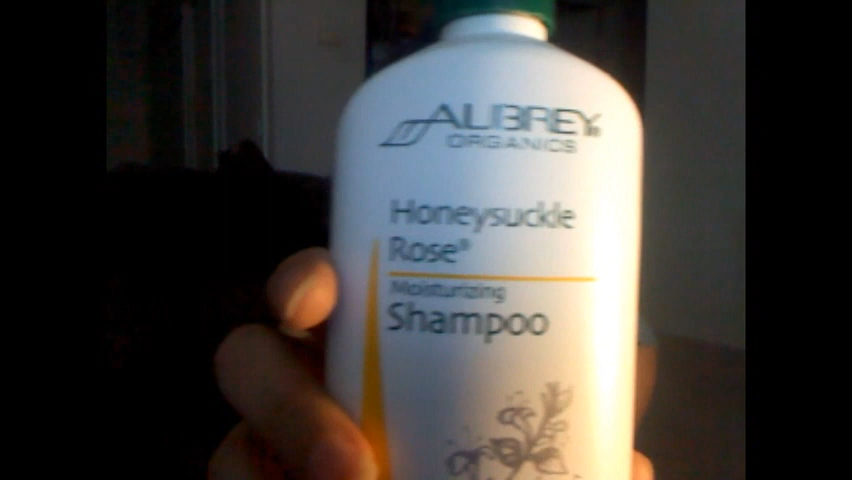 AUBREY®
ORGANICS
Honeysuckle
Rose®
Moisturizing
Shampoo